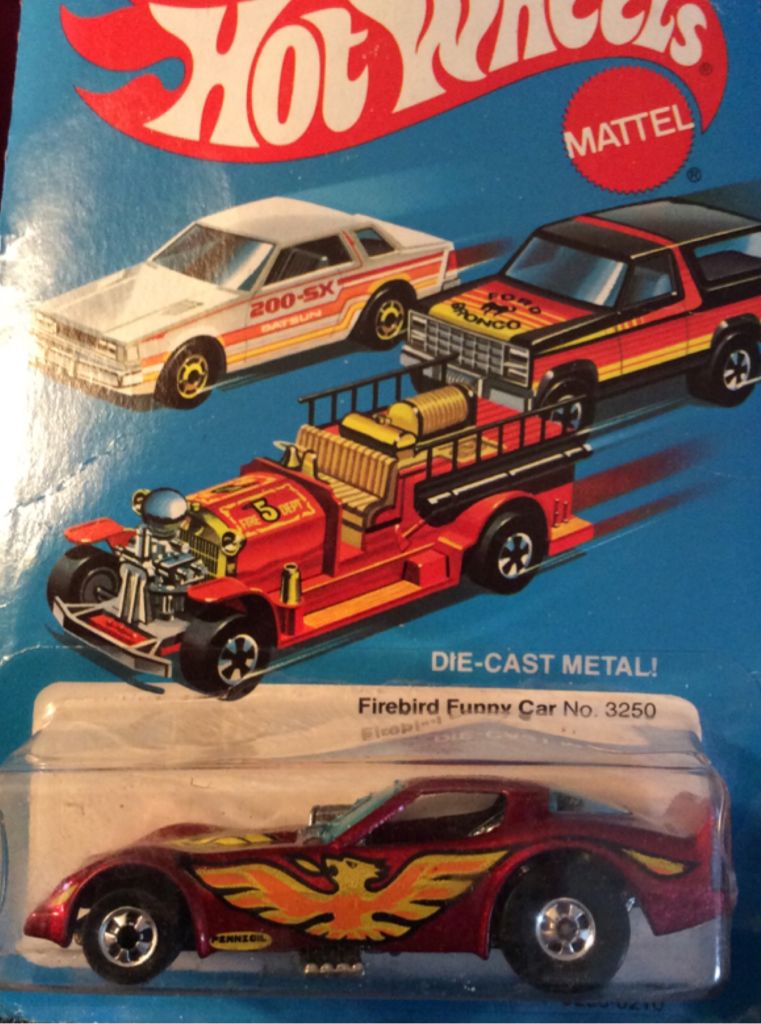 Hot Wheels ®
MATTEL ®
200-SX
DATSUN
FORD
BRONCO
FIRE 5 DEPT
DIE-CAST METAL!
Firebird Funny Car No. 3250
PENNZOIL